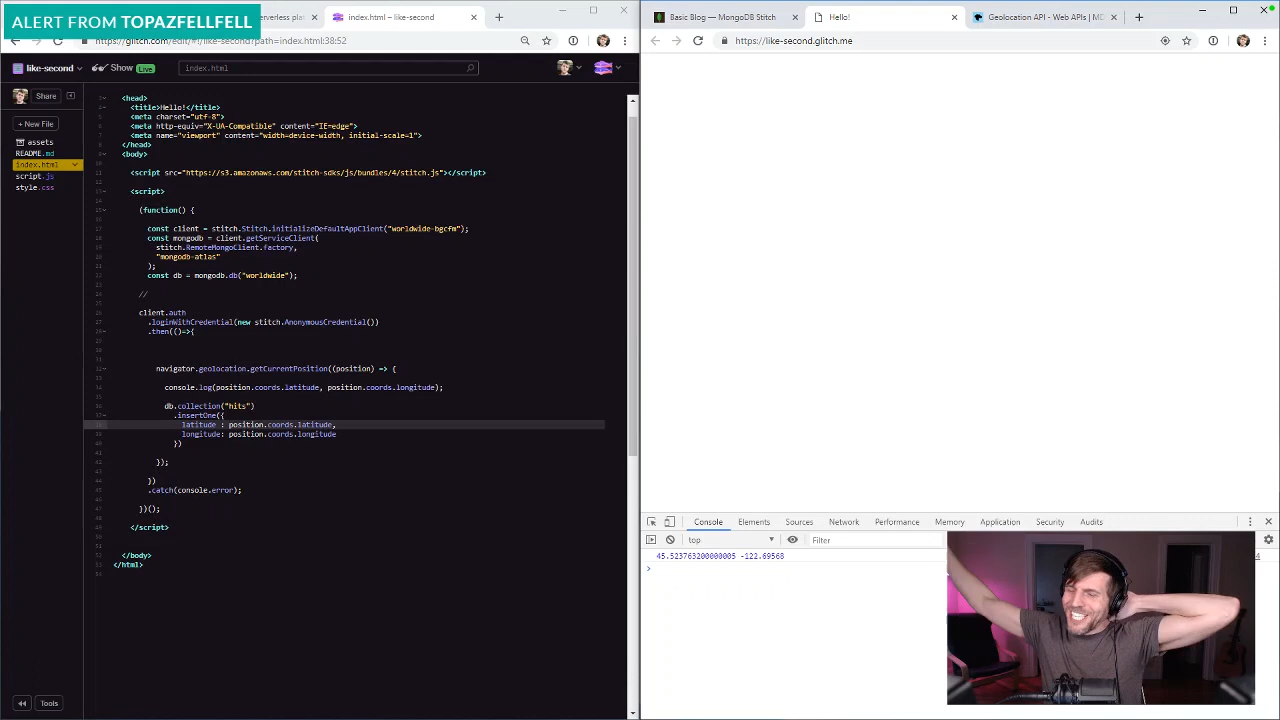 ALERT FROM TOPAZFELLFELL
erverless pla
index.html – like-second
https://glitch.com/edit/#!/like-second?path=index.html:38:52
like-second
Show Live
index.html
Share
+ New File
assets
README.md
index.html
script.js
style.css
<head>
<title>Hello!</title>
<meta charset="utf-8">
<meta http-equiv="X-UA-Compatible" content="IE=edge">
<meta name="viewport" content="width=device-width, initial-scale=1">
</head>
<body>
<script src="https://s3.amazonaws.com/stitch-sdks/js/bundles/4/stitch.js"></script>
<script>
(function() {
const client = stitch.Stitch.initializeDefaultAppClient("worldwide-bgcfm");
const mongodb = client.getServiceClient(
stitch.RemoteMongoClient.factory,
"mongodb-atlas"
);
const db = mongodb.db("worldwide");
//
client.auth
.loginWithCredential(new stitch.AnonymousCredential())
.then(()=>{
navigator.geolocation.getCurrentPosition((position) => {
console.log(position.coords.latitude, position.coords.longitude);
db.collection("hits")
.insertOne({
latitude : position.coords.latitude,
longitude: position.coords.longitude
})
});
})
.catch(console.error);
})();
</script>
</body>
</html>
Tools
Basic Blog — MongoDB Stitch
Hello!
Geolocation API - Web APIs | M
https://like-second.glitch.me
Console Elements Sources Network Performance Memory Application Security Audits
top
Filter
45.523763200000005 -122.69568